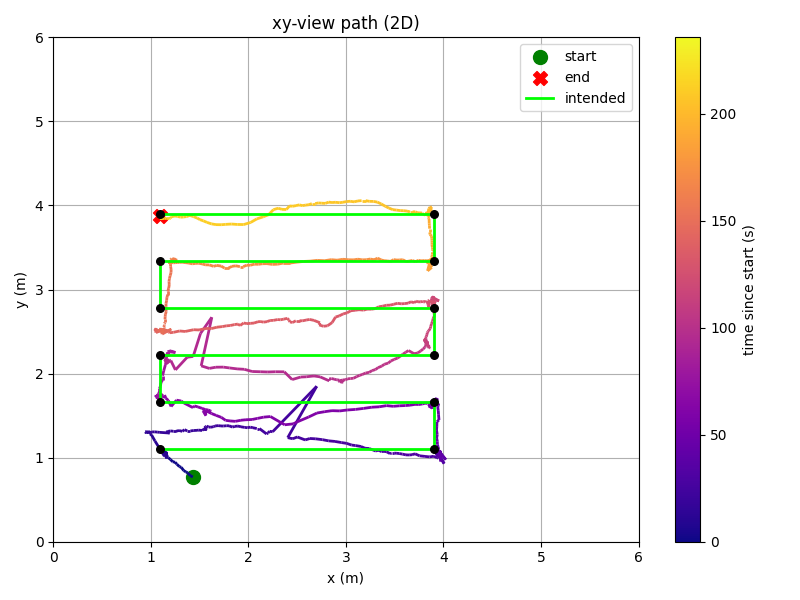 xy-view path (2D)
start
end
intended
6
5
4
3
2
1
0
y (m)
0 1 2 3 4 5 6
x (m)
200
150
100
50
0
time since start (s)